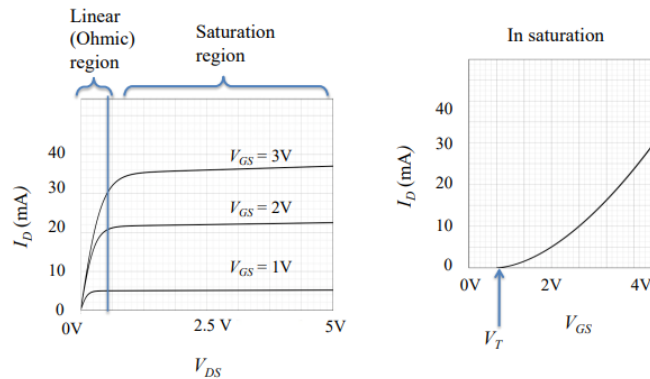 Linear
(Ohmic)
region
Saturation
region
I_D (mA)
40
30
20
10
0
V_GS = 3V
V_GS = 2V
V_GS = 1V
0V
2.5 V
5V
V_DS
In saturation
I_D (mA)
40
30
20
10
0
0V
2V
4V
V_T
V_GS